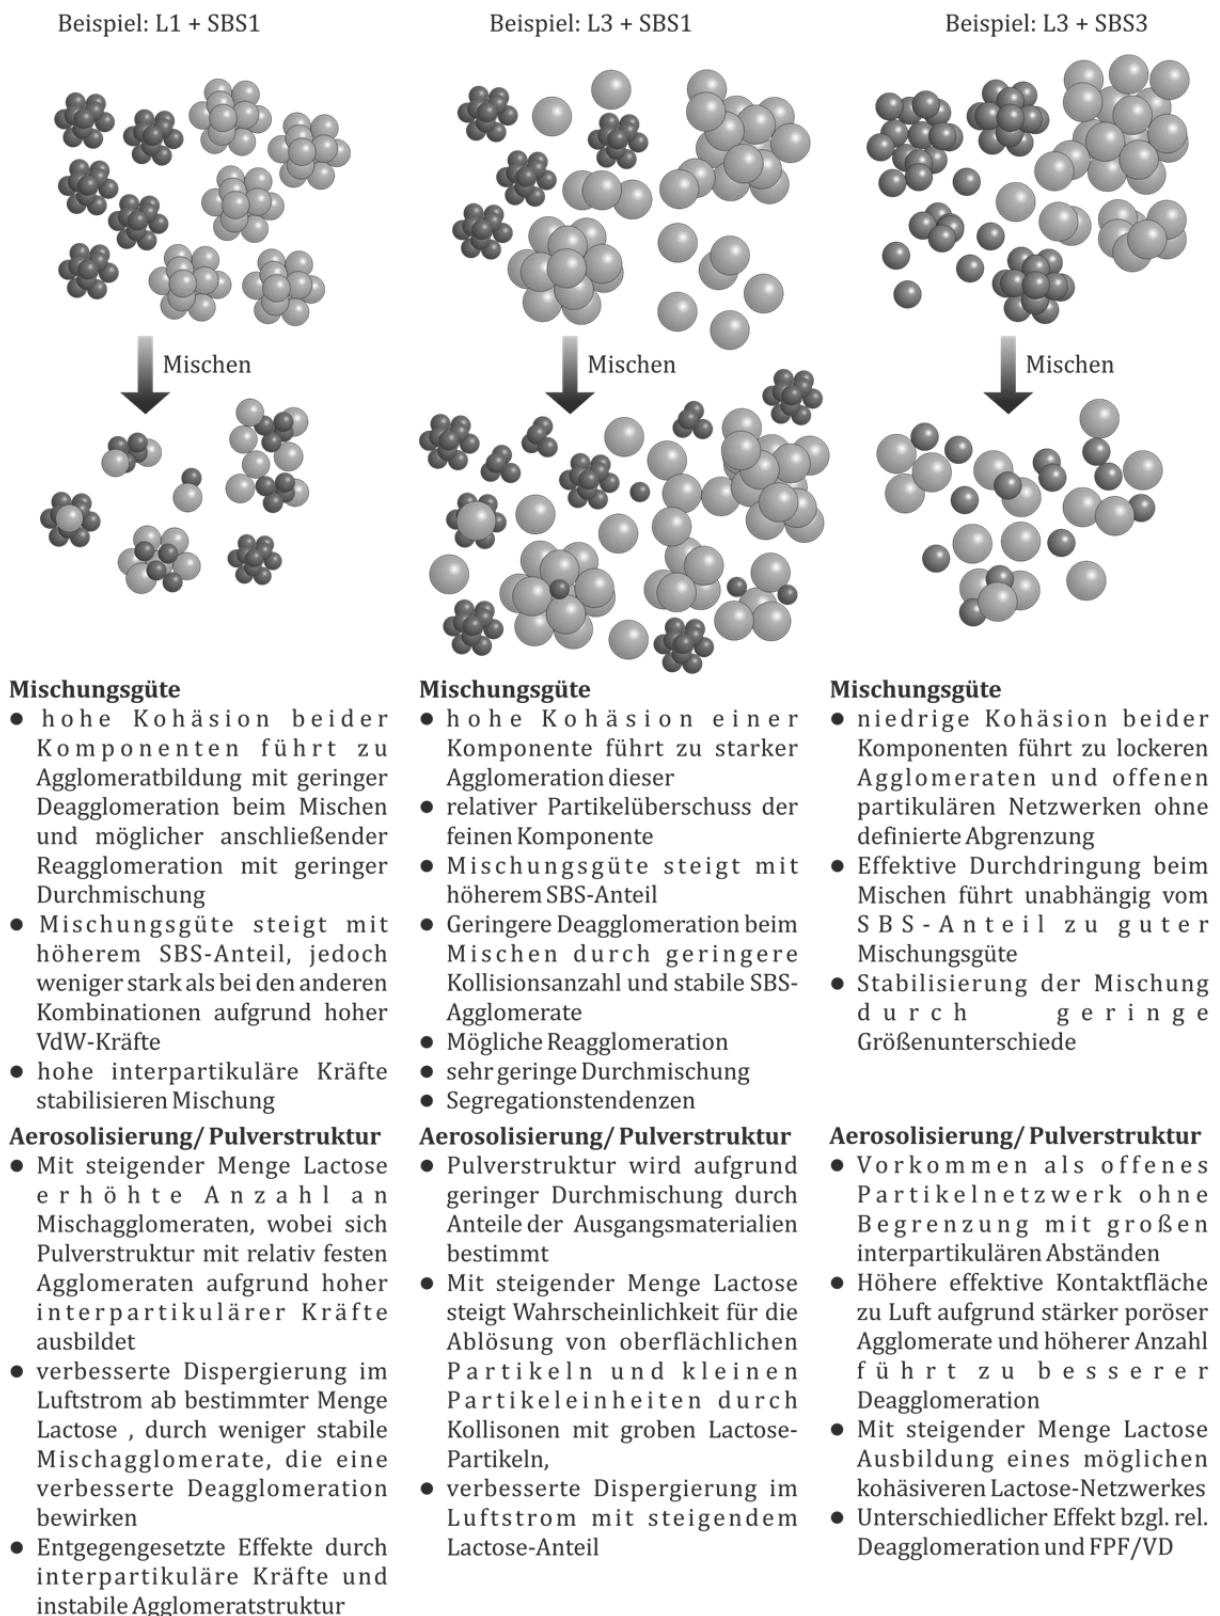 Beispiel: L1 + SBS1
Mischen
Mischungsgüte
● hohe Kohäsion beider
Komponenten führt zu
Agglomeratbildung mit geringer
Deagglomeration beim Mischen
und möglicher anschließender
Reagglomeration mit geringer
Durchmischung
● Mischungsgüte steigt mit
höherem SBS-Anteil, jedoch
weniger stark als bei den anderen
Kombinationen aufgrund hoher
VdW-Kräfte
● hohe interpartikuläre Kräfte
stabilisieren Mischung
Aerosolisierung/ Pulverstruktur
● Mit steigender Menge Lactose
erhöhte Anzahl an
Mischagglomeraten, wobei sich
Pulverstruktur mit relativ festen
Agglomeraten aufgrund hoher
interpartikulärer Kräfte
ausbildet
● verbesserte Dispergierung im
Luftstrom ab bestimmter Menge
Lactose , durch weniger stabile
Mischagglomerate, die eine
verbesserte Deagglomeration
bewirken
● Entgegengesetzte Effekte durch
interpartikuläre Kräfte und
instabile Agglomeratstruktur
Beispiel: L3 + SBS1
Mischen
Mischungsgüte
● hohe Kohäsion einer
Komponente führt zu starker
Agglomeration dieser
● relativer Partikelüberschuss der
feinen Komponente
● Mischungsgüte steigt mit
höherem SBS-Anteil
● Geringere Deagglomeration beim
Mischen durch geringere
Kollisionsanzahl und stabile SBS-
Agglomerate
● Mögliche Reagglomeration
● sehr geringe Durchmischung
● Segregationstendenzen
Aerosolisierung/ Pulverstruktur
● Pulverstruktur wird aufgrund
geringer Durchmischung durch
Anteile der Ausgangsmaterialien
bestimmt
● Mit steigender Menge Lactose
steigt Wahrscheinlichkeit für die
Ablösung von oberflächlichen
Partikeln und kleinen
Partikeleinheiten durch
Kollisonen mit groben Lactose-
Partikeln,
● verbesserte Dispergierung im
Luftstrom mit steigendem
Lactose-Anteil
Beispiel: L3 + SBS3
Mischen
Mischungsgüte
● niedrige Kohäsion beider
Komponenten führt zu lockeren
Agglomeraten und offenen
partikulären Netzwerken ohne
definierte Abgrenzung
● Effektive Durchdringung beim
Mischen führt unabhängig vom
SBS-Anteil zu guter
Mischungsgüte
● Stabilisierung der Mischung
durch geringe
Größenunterschiede
Aerosolisierung/ Pulverstruktur
● Vorkommen als offenes
Partikelnetzwerk ohne
Begrenzung mit großen
interpartikulären Abständen
● Höhere effektive Kontaktfläche
zu Luft aufgrund stärker poröser
Agglomerate und höherer Anzahl
führt zu besserer
Deagglomeration
● Mit steigender Menge Lactose
Ausbildung eines möglichen
kohäsiveren Lactose-Netzwerkes
● Unterschiedlicher Effekt bzgl. rel.
Deagglomeration und FPF/VD